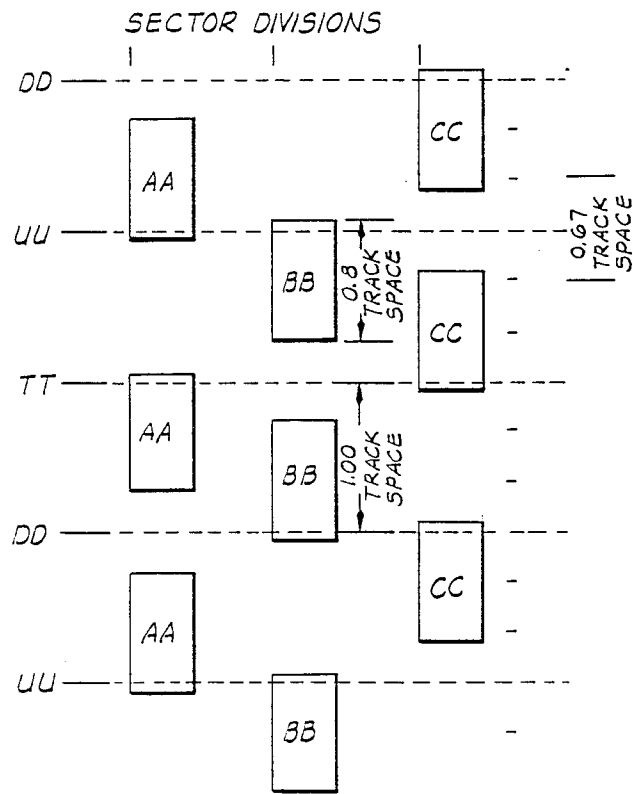 SECTOR DIVISIONS
DD
CC
AA
UU
0.67
TRACK
SPACE
BB
0.8
TRACK
SPACE
CC
TT
AA
BB
1.00
TRACK
SPACE
DD
CC
AA
UU
BB